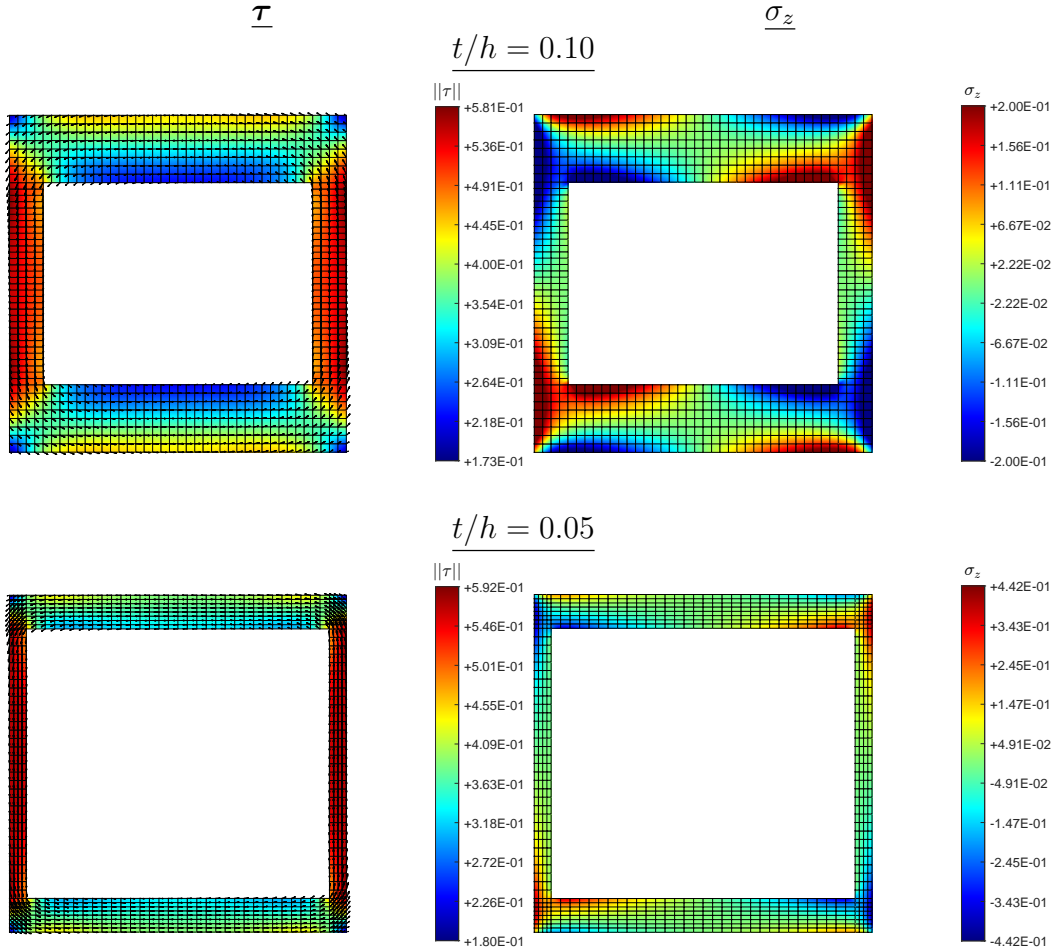 τ
σz
t/h = 0.10
||τ||
+5.81E-01
+5.36E-01
+4.91E-01
+4.45E-01
+4.00E-01
+3.54E-01
+3.09E-01
+2.64E-01
+2.18E-01
+1.73E-01
σz
+2.00E-01
+1.56E-01
+1.11E-01
+6.67E-02
+2.22E-02
-2.22E-02
-6.67E-02
-1.11E-01
-1.56E-01
-2.00E-01
t/h = 0.05
||τ||
+5.92E-01
+5.46E-01
+5.01E-01
+4.55E-01
+4.09E-01
+3.63E-01
+3.18E-01
+2.72E-01
+2.26E-01
+1.80E-01
σz
+4.42E-01
+3.43E-01
+2.45E-01
+1.47E-01
+4.91E-02
-4.91E-02
-1.47E-01
-2.45E-01
-3.43E-01
-4.42E-01